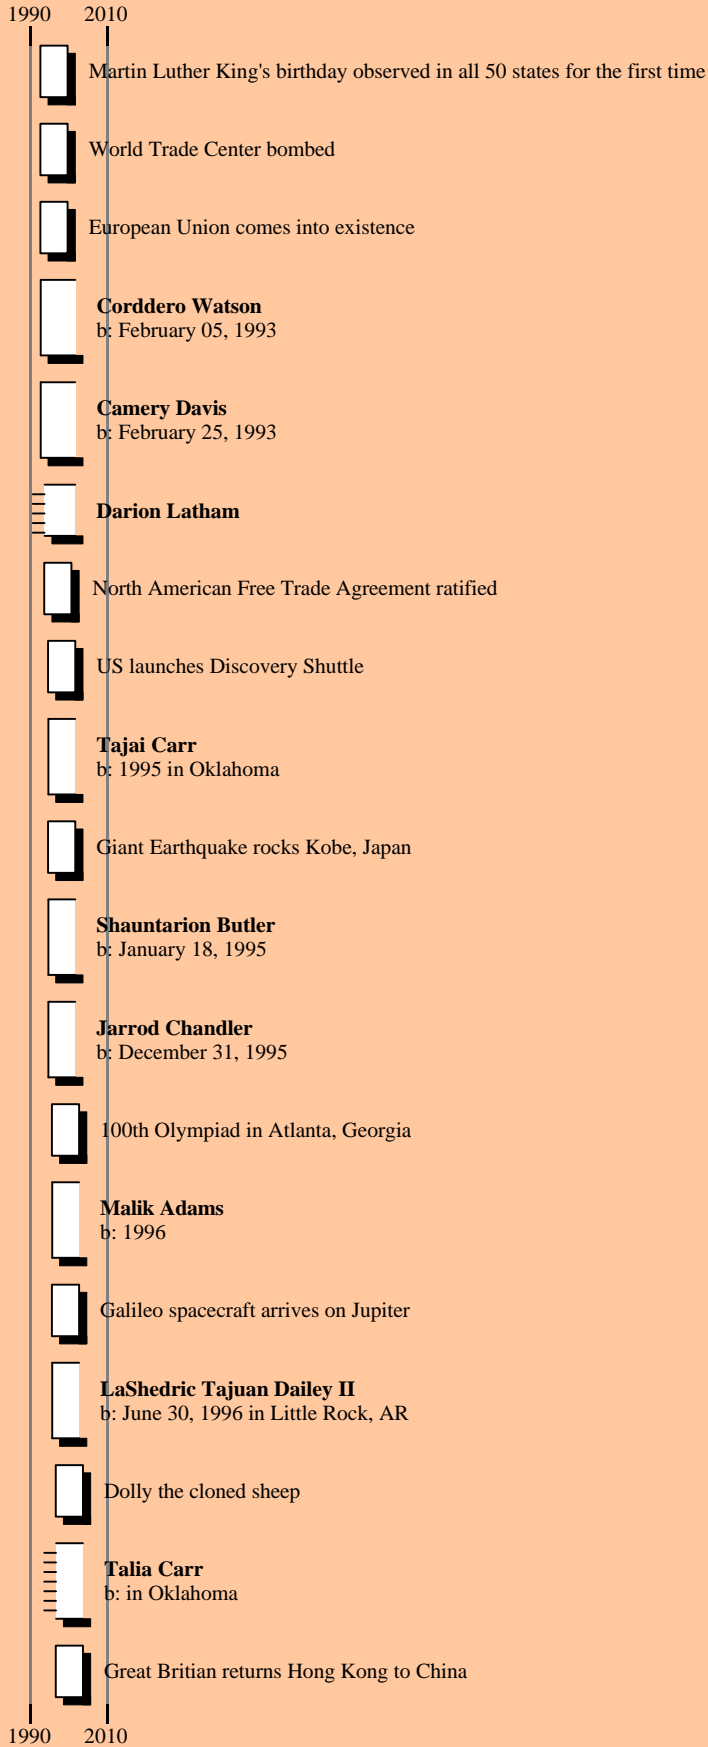 1990 2010
Martin Luther King's birthday observed in all 50 states for the first time
World Trade Center bombed
European Union comes into existence
Corddero Watson
b: February 05, 1993
Camery Davis
b: February 25, 1993
Darion Latham
North American Free Trade Agreement ratified
US launches Discovery Shuttle
Tajai Carr
b: 1995 in Oklahoma
Giant Earthquake rocks Kobe, Japan
Shauntarion Butler
b: January 18, 1995
Jarrod Chandler
b: December 31, 1995
100th Olympiad in Atlanta, Georgia
Malik Adams
b: 1996
Galileo spacecraft arrives on Jupiter
LaShedric Tajuan Dailey II
b: June 30, 1996 in Little Rock, AR
Dolly the cloned sheep
Talia Carr
b: in Oklahoma
Great Britian returns Hong Kong to China
1990 2010